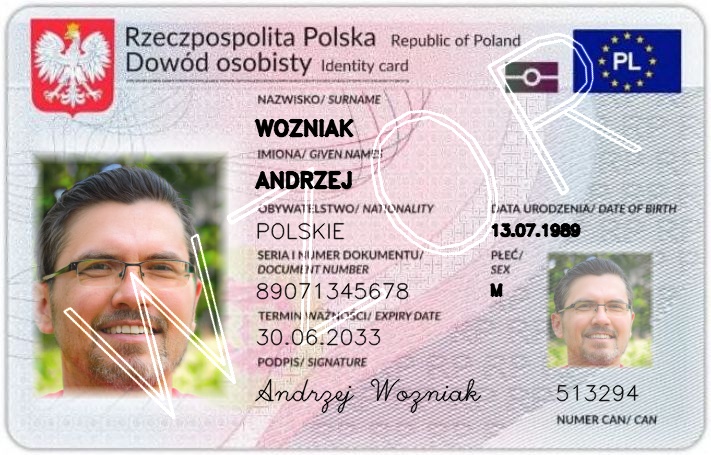 Rzeczpospolita Polska Republic of Poland
Dowód osobisty Identity card
PL
NAZWISKO/ SURNAME
WOZNIAK
IMIONA/ GIVEN NAMES
ANDRZEJ
OBYWATELSTWO/ NATIONALITY
POLSKIE
DATA URODZENIA/ DATE OF BIRTH
13.07.1989
SERIA I NUMER DOKUMENTU/
DOCUMENT NUMBER
89071345678
PŁEĆ/
SEX
M
TERMIN WAŻNOŚCI/ EXPIRY DATE
30.06.2033
PODPIS/ SIGNATURE
Andrzej Wozniak
513294
NUMER CAN/ CAN
WZOR